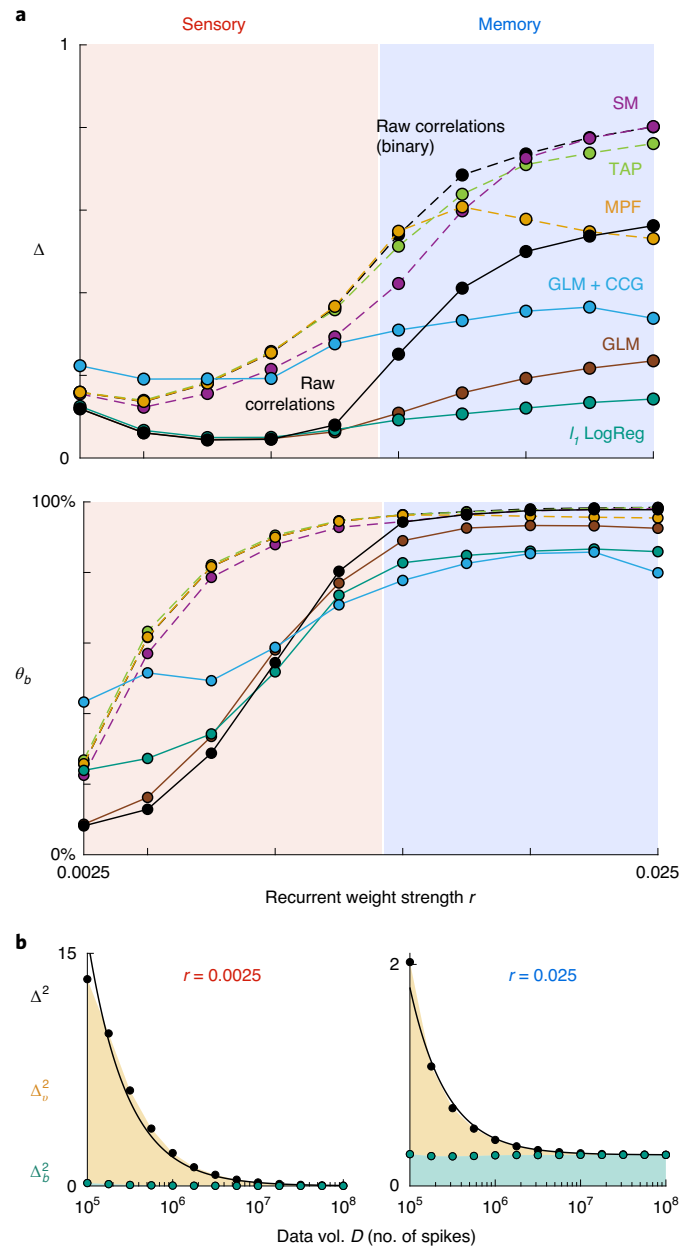 a
Sensory
Memory
1
Δ
0
SM
Raw correlations
(binary)
TAP
MPF
GLM + CCG
GLM
Raw
correlations
l1 LogReg
100%
θb
0%
0.0025
0.025
Recurrent weight strength r
b
15
r = 0.0025
Δ²
Δ²v
Δ²b
0
10⁵
10⁶
10⁷
10⁸
2
r = 0.025
0
10⁵
10⁶
10⁷
10⁸
Data vol. D (no. of spikes)